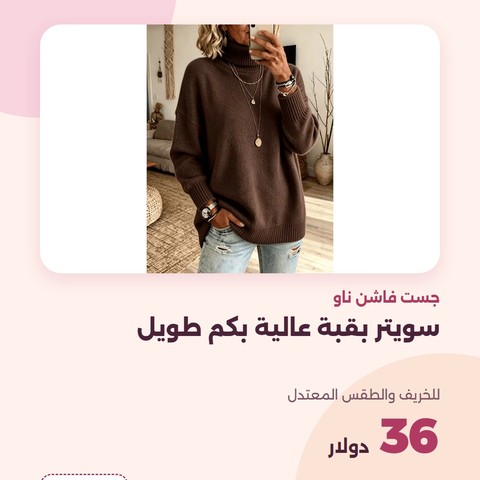 جست فاشن ناو
سويتر بقبة عالية بكم طويل
للخريف والطقس المعتدل
36 دولار